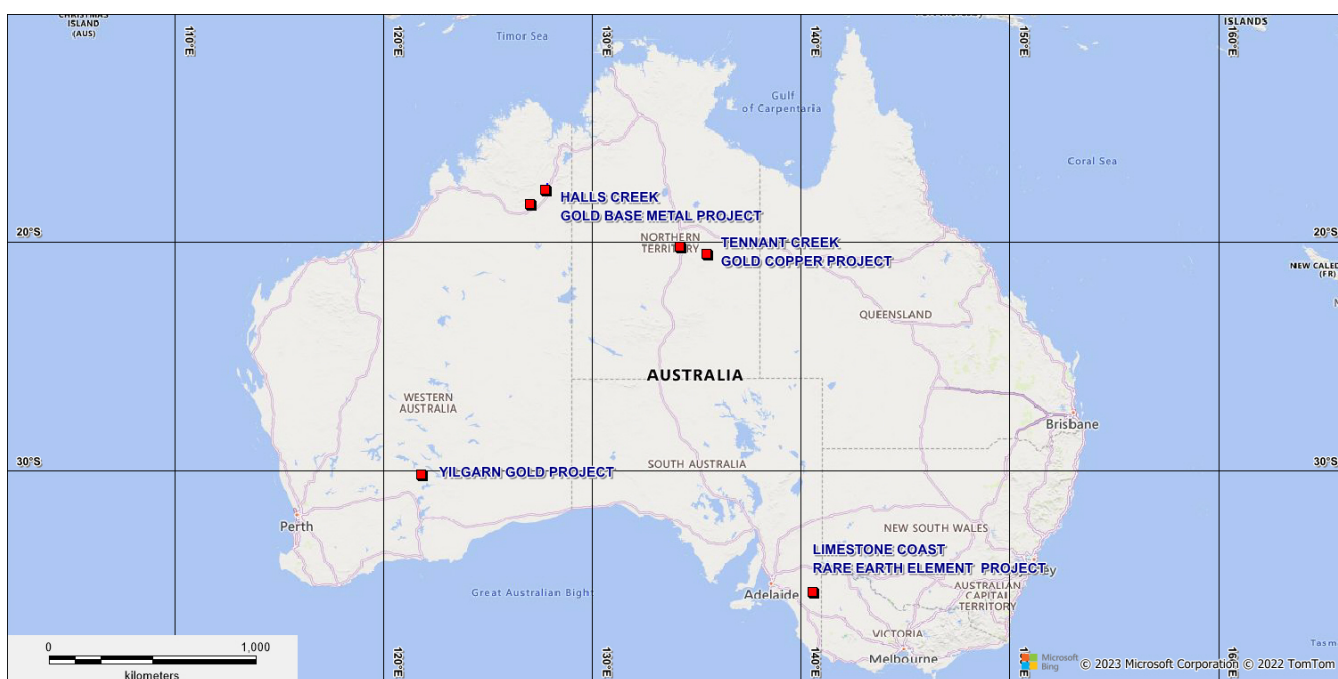 CHRISTMAS
ISLAND
(AUS)
110°E
120°E
130°E
140°E
150°E
160°E
ISLANDS
Timor Sea
Gulf
of Carpentaria
Coral Sea
HALLS CREEK
GOLD BASE METAL PROJECT
20°S
20°S
NORTHERN
TERRITORY
TENNANT CREEK
GOLD COPPER PROJECT
NEW CALED
(FR)
QUEENSLAND
AUSTRALIA
WESTERN
AUSTRALIA
Brisbane
30°S
30°S
SOUTH AUSTRALIA
YILGARN GOLD PROJECT
Perth
NEW SOUTH WALES
LIMESTONE COAST
RARE EARTH ELEMENT PROJECT
Great Australian Bight
Adelaide
AUSTRALIAN
CAPITAL
TERRITORY
VICTORIA
Melbourne
Tasm
0 1,000
kilometers
120°E
130°E
140°E
160°E
Microsoft
Bing
© 2023 Microsoft Corporation © 2022 TomTom